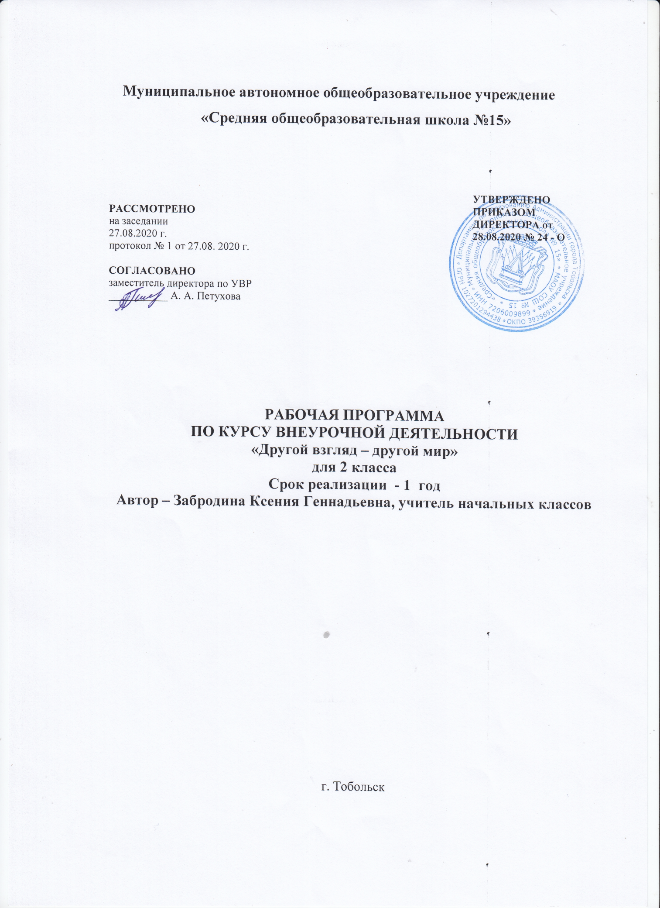 Муниципальное автономное общеобразовательное учреждение
«Средняя общеобразовательная школа №15»
РАССМОТРЕНО
на заседании
27.08.2020 г.
протокол № 1 от 27.08. 2020 г.
СОГЛАСОВАНО
заместитель директора по УВР
А. А. Петухова
УТВЕРЖДЕНО
ПРИКАЗОМ
ДИРЕКТОРА от
28.08.2020 № 24 - О
РАБОЧАЯ ПРОГРАММА
ПО КУРСУ ВНЕУРОЧНОЙ ДЕЯТЕЛЬНОСТИ
«Другой взгляд – другой мир»
для 2 класса
Срок реализации - 1 год
Автор – Забродина Ксения Геннадьевна, учитель начальных классов
г. Тобольск